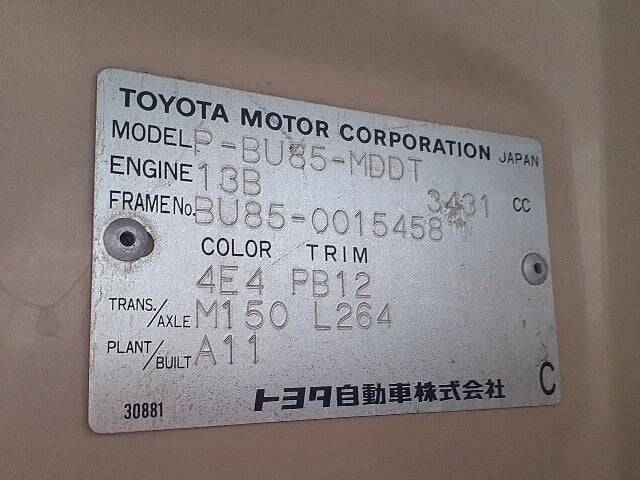 TOYOTA MOTOR CORPORATION JAPAN
MODEL P-BU85-MDDT
ENGINE 13B 3431 CC
FRAME No. BU85-0015458
COLOR TRIM
4E4 PB12
TRANS./AXLE M150 L264
PLANT/BUILT A11
30881 トヨタ自動車株式会社 C